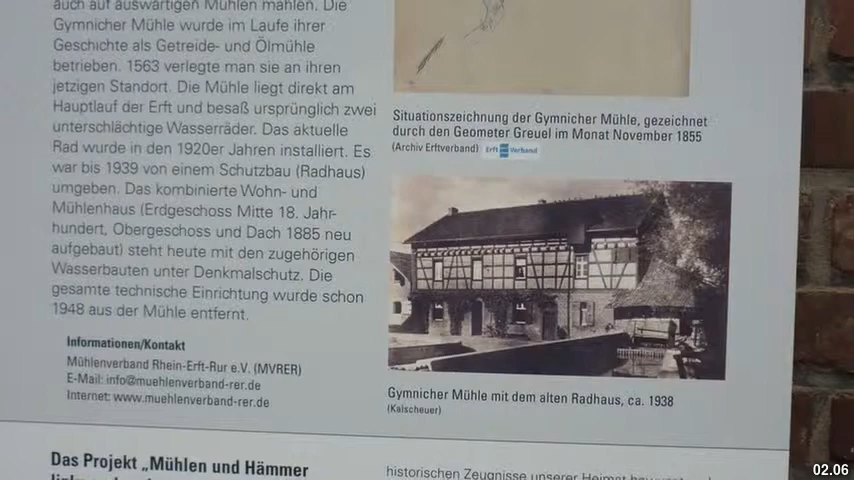 auch auf auswärtigen Mühlen mahlen. Die
Gymnicher Mühle wurde im Laufe ihrer
Geschichte als Getreide- und Ölmühle
betrieben. 1563 verlegte man sie an ihren
jetzigen Standort. Die Mühle liegt direkt am
Hauptlauf der Erft und besaß ursprünglich zwei
unterschlächtige Wasserräder. Das aktuelle
Rad wurde in den 1920er Jahren installiert. Es
war bis 1939 von einem Schutzbau (Radhaus)
umgeben. Das kombinierte Wohn- und
Mühlenhaus (Erdgeschoss Mitte 18. Jahr-
hundert, Obergeschoss und Dach 1885 neu
aufgebaut) steht heute mit den zugehörigen
Wasserbauten unter Denkmalschutz. Die
gesamte technische Einrichtung wurde schon
1948 aus der Mühle entfernt.
Informationen/Kontakt
Mühlenverband Rhein-Erft-Rur e.V. (MVRER)
E-Mail: info@muehlenverband-rer.de
Internet: www.muehlenverband-rer.de
Situationszeichnung der Gymnicher Mühle, gezeichnet
durch den Geometer Greuel im Monat November 1855
(Archiv Erftverband) Erft Verband
Gymnicher Mühle mit dem alten Radhaus, ca. 1938
(Kalscheuer)
Das Projekt „Mühlen und Hämmer
historischen Zeugnisse unserer Heimat
02.06